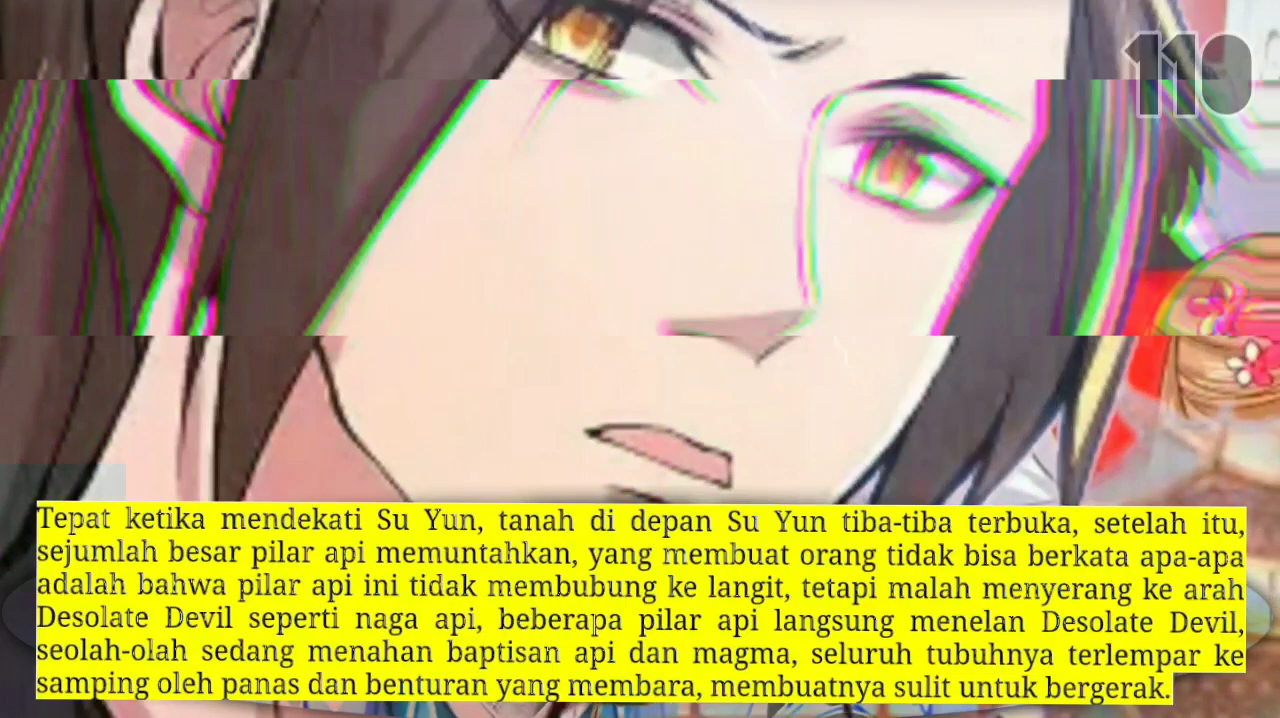 110
Tepat ketika mendekati Su Yun, tanah di depan Su Yun tiba-tiba terbuka, setelah itu,
sejumlah besar pilar api memuntahkan, yang membuat orang tidak bisa berkata apa-apa
adalah bahwa pilar api ini tidak membubung ke langit, tetapi malah menyerang ke arah
Desolate Devil seperti naga api, beberapa pilar api langsung menelan Desolate Devil,
seolah-olah sedang menahan baptisan api dan magma, seluruh tubuhnya terlempar ke
samping oleh panas dan benturan yang membara, membuatnya sulit untuk bergerak.